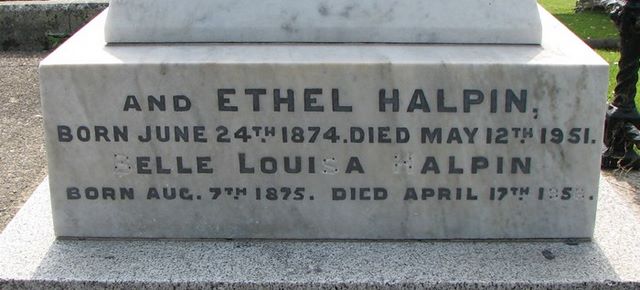 AND ETHEL HALPIN,
BORN JUNE 24TH 1874. DIED MAY 12TH 1951.
BELLE LOUISA HALPIN
BORN AUG. 7TH 1875. DIED APRIL 17TH